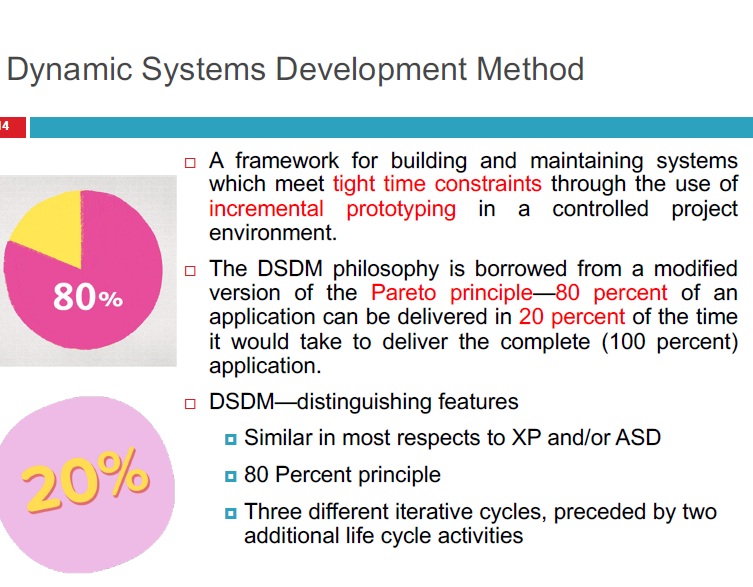 Dynamic Systems Development Method
14
A framework for building and maintaining systems
which meet tight time constraints through the use of
incremental prototyping in a controlled project
environment.
80%
The DSDM philosophy is borrowed from a modified
version of the Pareto principle—80 percent of an
application can be delivered in 20 percent of the time
it would take to deliver the complete (100 percent)
application.
DSDM—distinguishing features
Similar in most respects to XP and/or ASD
20%
80 Percent principle
Three different iterative cycles, preceded by two
additional life cycle activities